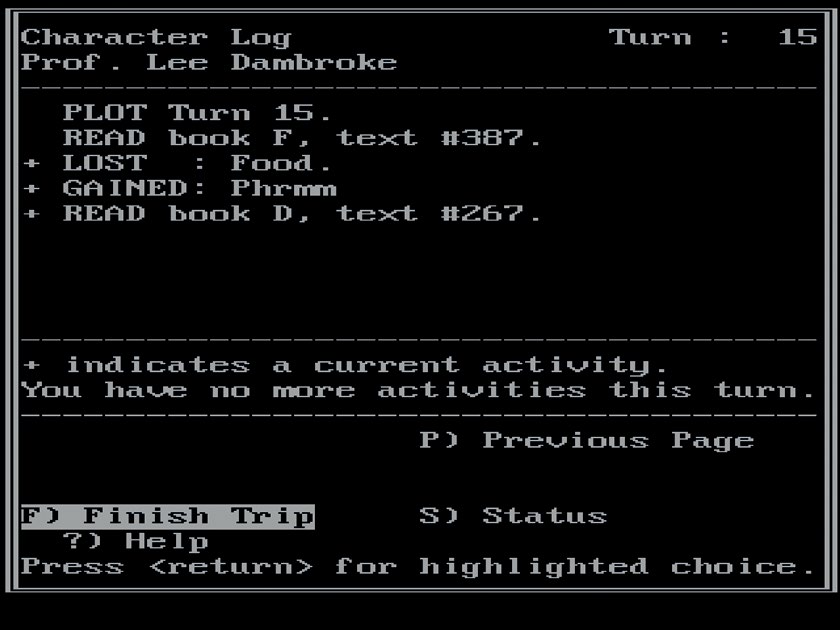 Character Log Turn : 15
Prof. Lee Dambroke
PLOT Turn 15.
READ book F, text #387.
+ LOST : Food.
+ GAINED: Phrmm
+ READ book D, text #267.
+ indicates a current activity.
You have no more activities this turn.
P) Previous Page
F) Finish Trip S) Status
?) Help
Press <return> for highlighted choice.